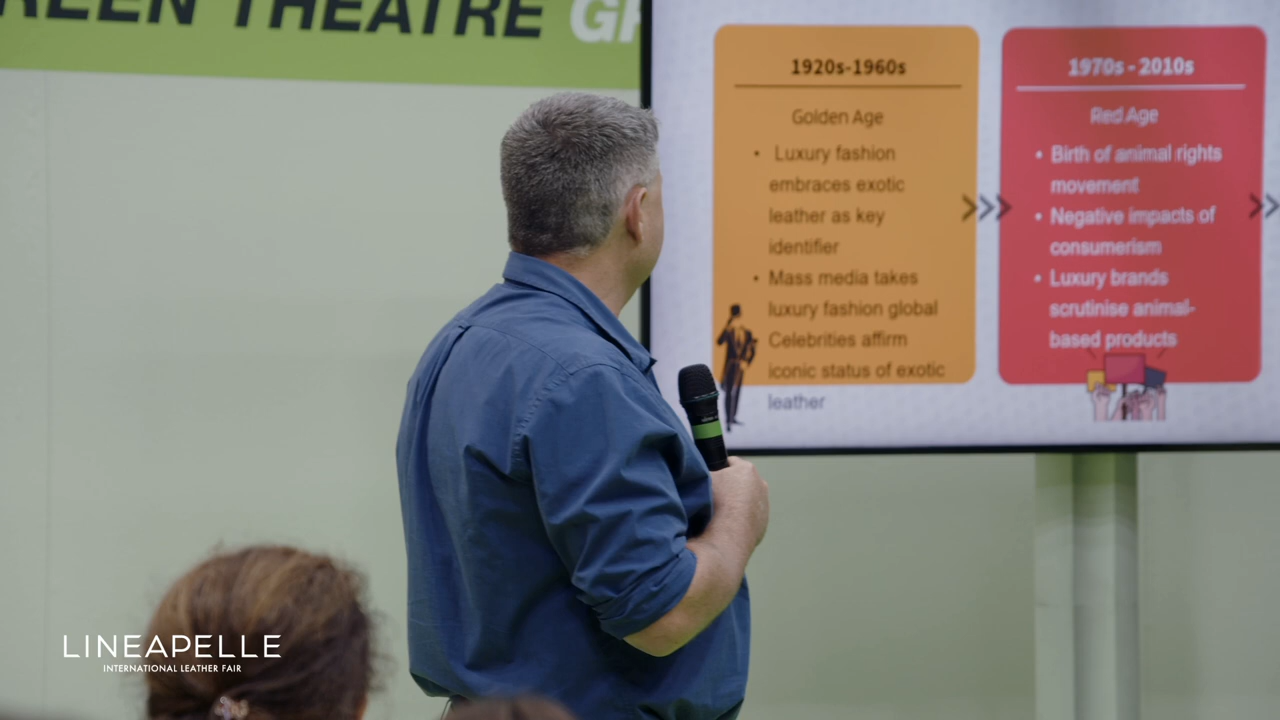 REEN THEATRE GR
1920s-1960s
Golden Age
• Luxury fashion
embraces exotic
leather as key
identifier
• Mass media takes
luxury fashion global
Celebrities affirm
iconic status of exotic
leather
1970s - 2010s
Red Age
• Birth of animal rights
movement
• Negative impacts of
consumerism
• Luxury brands
scrutinise animal-
based products
LINEAPELLE
INTERNATIONAL LEATHER FAIR